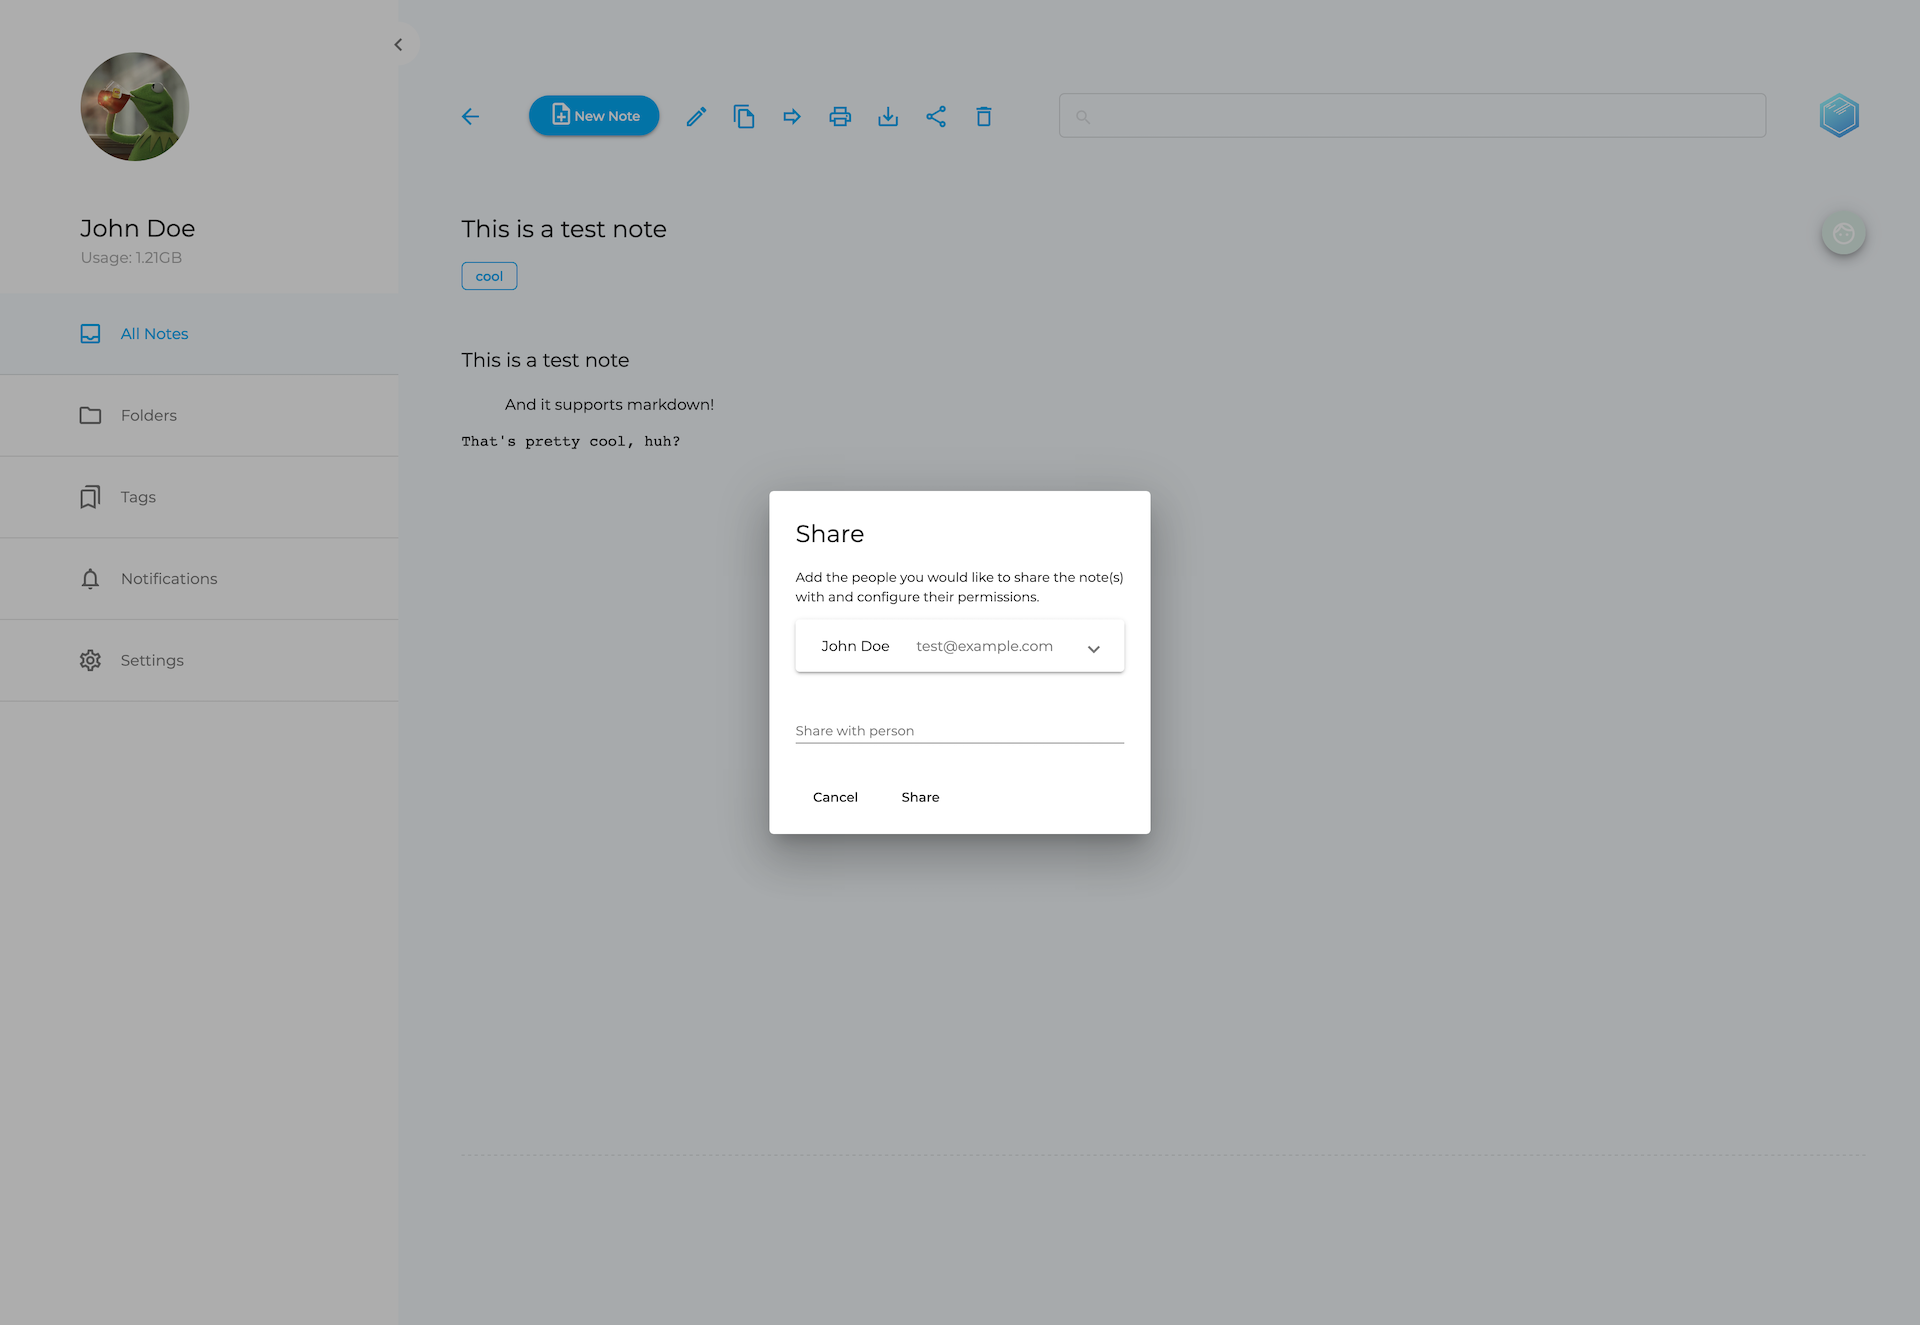 John Doe
Usage: 1.21GB
All Notes
Folders
Tags
Notifications
Settings
New Note
This is a test note
cool
This is a test note
And it supports markdown!
That's pretty cool, huh?
Share
Add the people you would like to share the note(s)
with and configure their permissions.
John Doe test@example.com
Share with person
Cancel Share